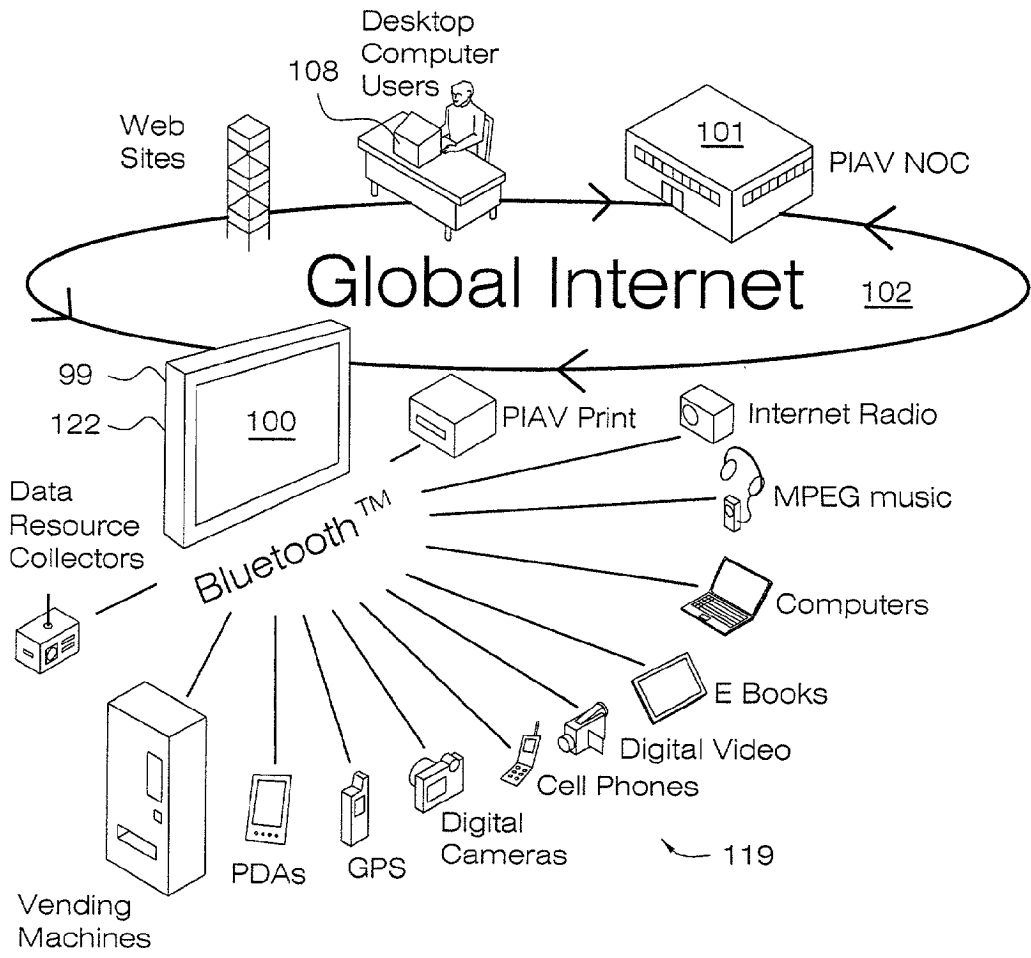 Desktop
Computer
Users
108
Web
Sites
101
PIAV NOC
Global Internet
102
99
122
100
PIAV Print
Internet Radio
MPEG music
Data
Resource
Collectors
Bluetooth™
Computers
E Books
Digital Video
Cell Phones
Digital
Cameras
119
GPS
PDAs
Vending
Machines